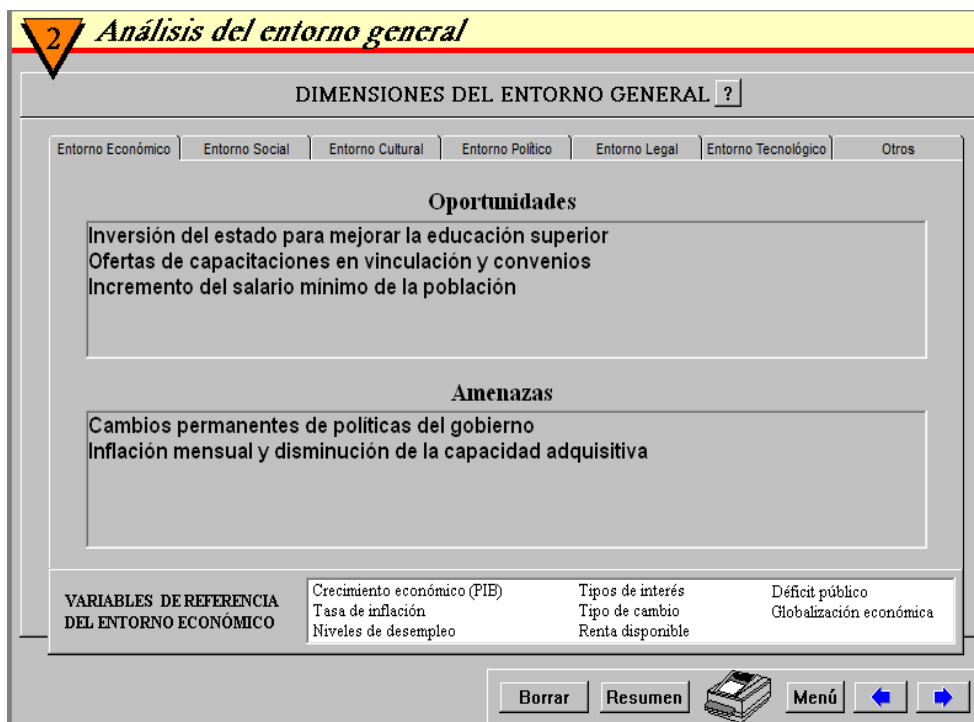 2 Análisis del entorno general
DIMENSIONES DEL ENTORNO GENERAL ?
Entorno Económico Entorno Social Entorno Cultural Entorno Político Entorno Legal Entorno Tecnológico Otros
Oportunidades
Inversión del estado para mejorar la educación superior
Ofertas de capacitaciones en vinculación y convenios
Incremento del salario mínimo de la población
Amenazas
Cambios permanentes de políticas del gobierno
Inflación mensual y disminución de la capacidad adquisitiva
VARIABLES DE REFERENCIA
DEL ENTORNO ECONÓMICO
Crecimiento económico (PIB) Tipos de interés Déficit público
Tasa de inflación Tipo de cambio Globalización económica
Niveles de desempleo Renta disponible
Borrar Resumen Menú